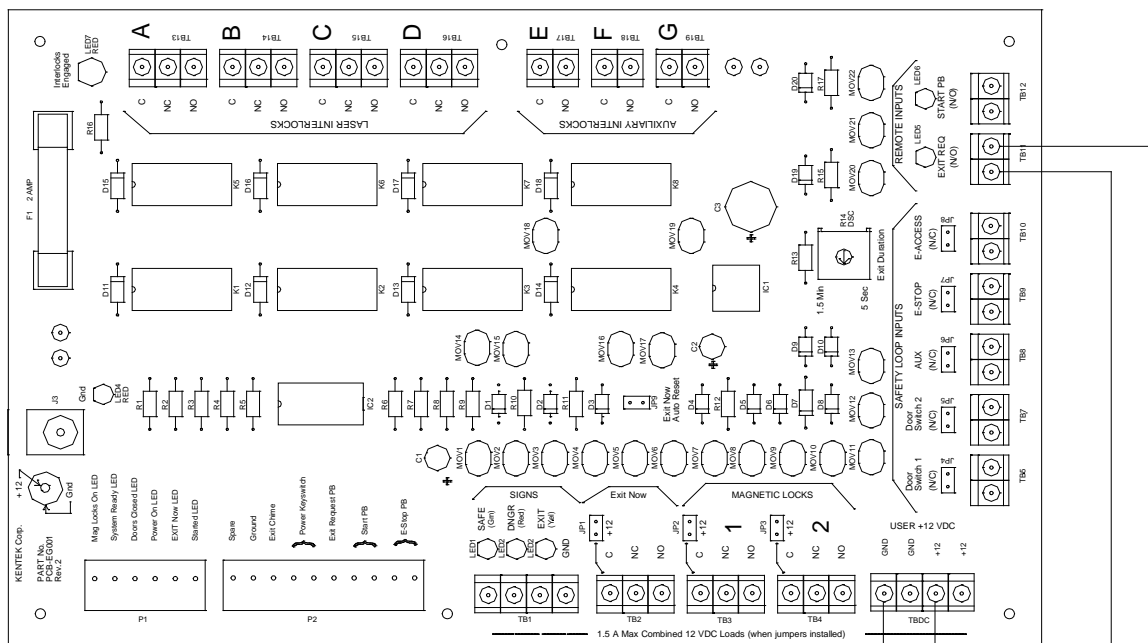 Interlocks
Engaged
LED7
RED
R16
F1 2 AMP
A
TB13
B
TB14
C
TB15
D
TB16
E
TB17
F
TB18
G
TB19
C
NC
NO
C
NC
NO
C
NC
NO
C
NC
NO
C
NO
C
NO
C
NO
LASER INTERLOCKS
AUXILIARY INTERLOCKS
D20
R17
MOV22
MOV21
D19
R15
MOV20
REMOTE INPUTS
LED6
START PB
(N/O)
TB12
LED5
EXIT REQ
(N/O)
TB11
D15
K5
D16
K6
D17
K7
D18
K8
MOV18
MOV19
C3
R14
DSC
R13
Exit Duration
1.5 Min
5 Sec
D11
K1
D12
K2
D13
K3
D14
K4
IC1
SAFETY LOOP INPUTS
E-ACCESS
(N/C)
JP8
TB10
E-STOP
(N/C)
JP7
TB9
AUX
(N/C)
JP6
TB8
Door
Switch 2
(N/C)
JP5
TB7
Door
Switch 1
(N/C)
JP4
TB6
MOV14
MOV15
MOV16
MOV17
C2
D9
D10
MOV13
MOV12
MOV11
J3
Gnd
LED4
RED
R1
R2
R3
R4
R5
IC2
R6
R7
R8
R9
D1
R10
D2
R11
D3
JP9
Exit Now
Auto Reset
D4
R12
D5
D6
D7
D8
C1
MOV1
MOV2
MOV3
MOV4
MOV5
MOV6
MOV7
MOV8
MOV9
MOV10
+12
Gnd
KENTEK Corp.
PART No.
PCB-EG001
Rev.2
Mag Locks On LED
System Ready LED
Doors Closed LED
Power On LED
EXIT Now LED
Started LED
P1
Spare
Ground
Exit Chime
Power Keyswitch
Exit Request PB
Start PB
E-Stop PB
P2
SIGNS
SAFE
(Grn)
DNGR
(Red)
EXIT
(Yal)
GND
LED1
LED2
LED2
TB1
Exit Now
JP1
+12
C
NC
NO
TB2
MAGNETIC LOCKS
JP2
+12
1
C
NC
NO
TB3
JP3
+12
2
C
NC
NO
TB4
USER +12 VDC
GND
GND
+12
+12
TBDC
1.5 A Max Combined 12 VDC Loads (when jumpers installed)